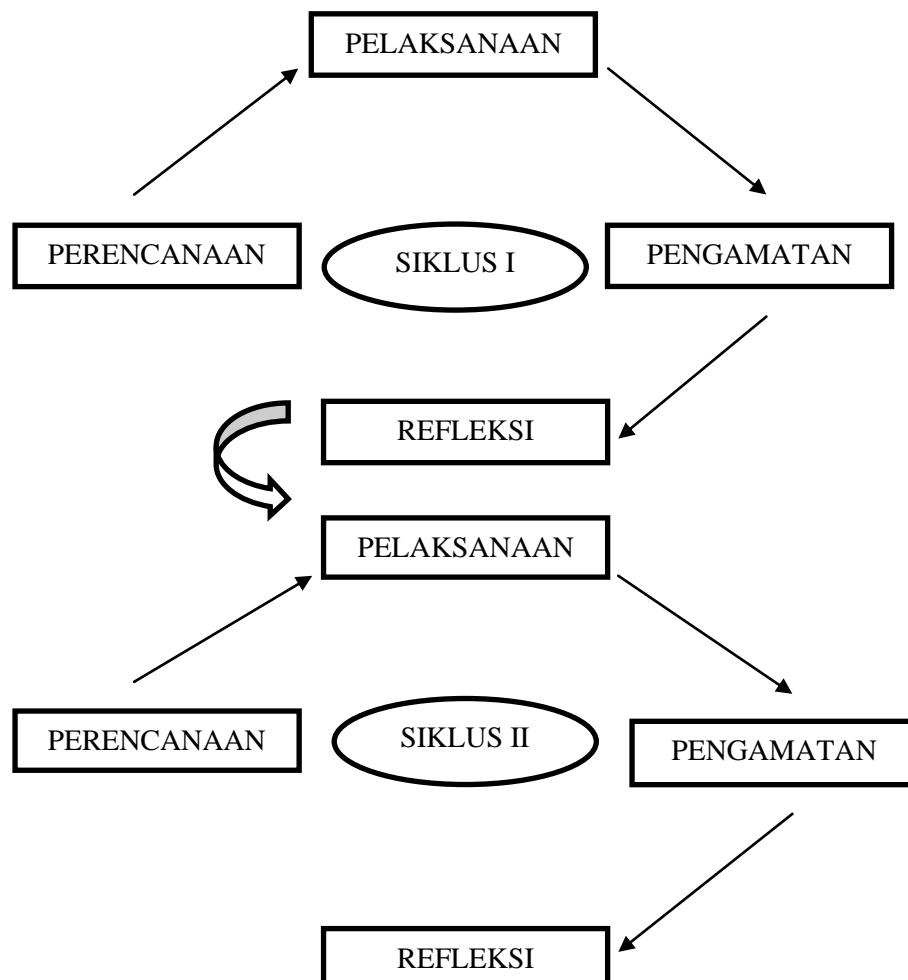 PELAKSANAAN
PERENCANAAN
SIKLUS I
PENGAMATAN
REFLEKSI
PELAKSANAAN
PERENCANAAN
SIKLUS II
PENGAMATAN
REFLEKSI